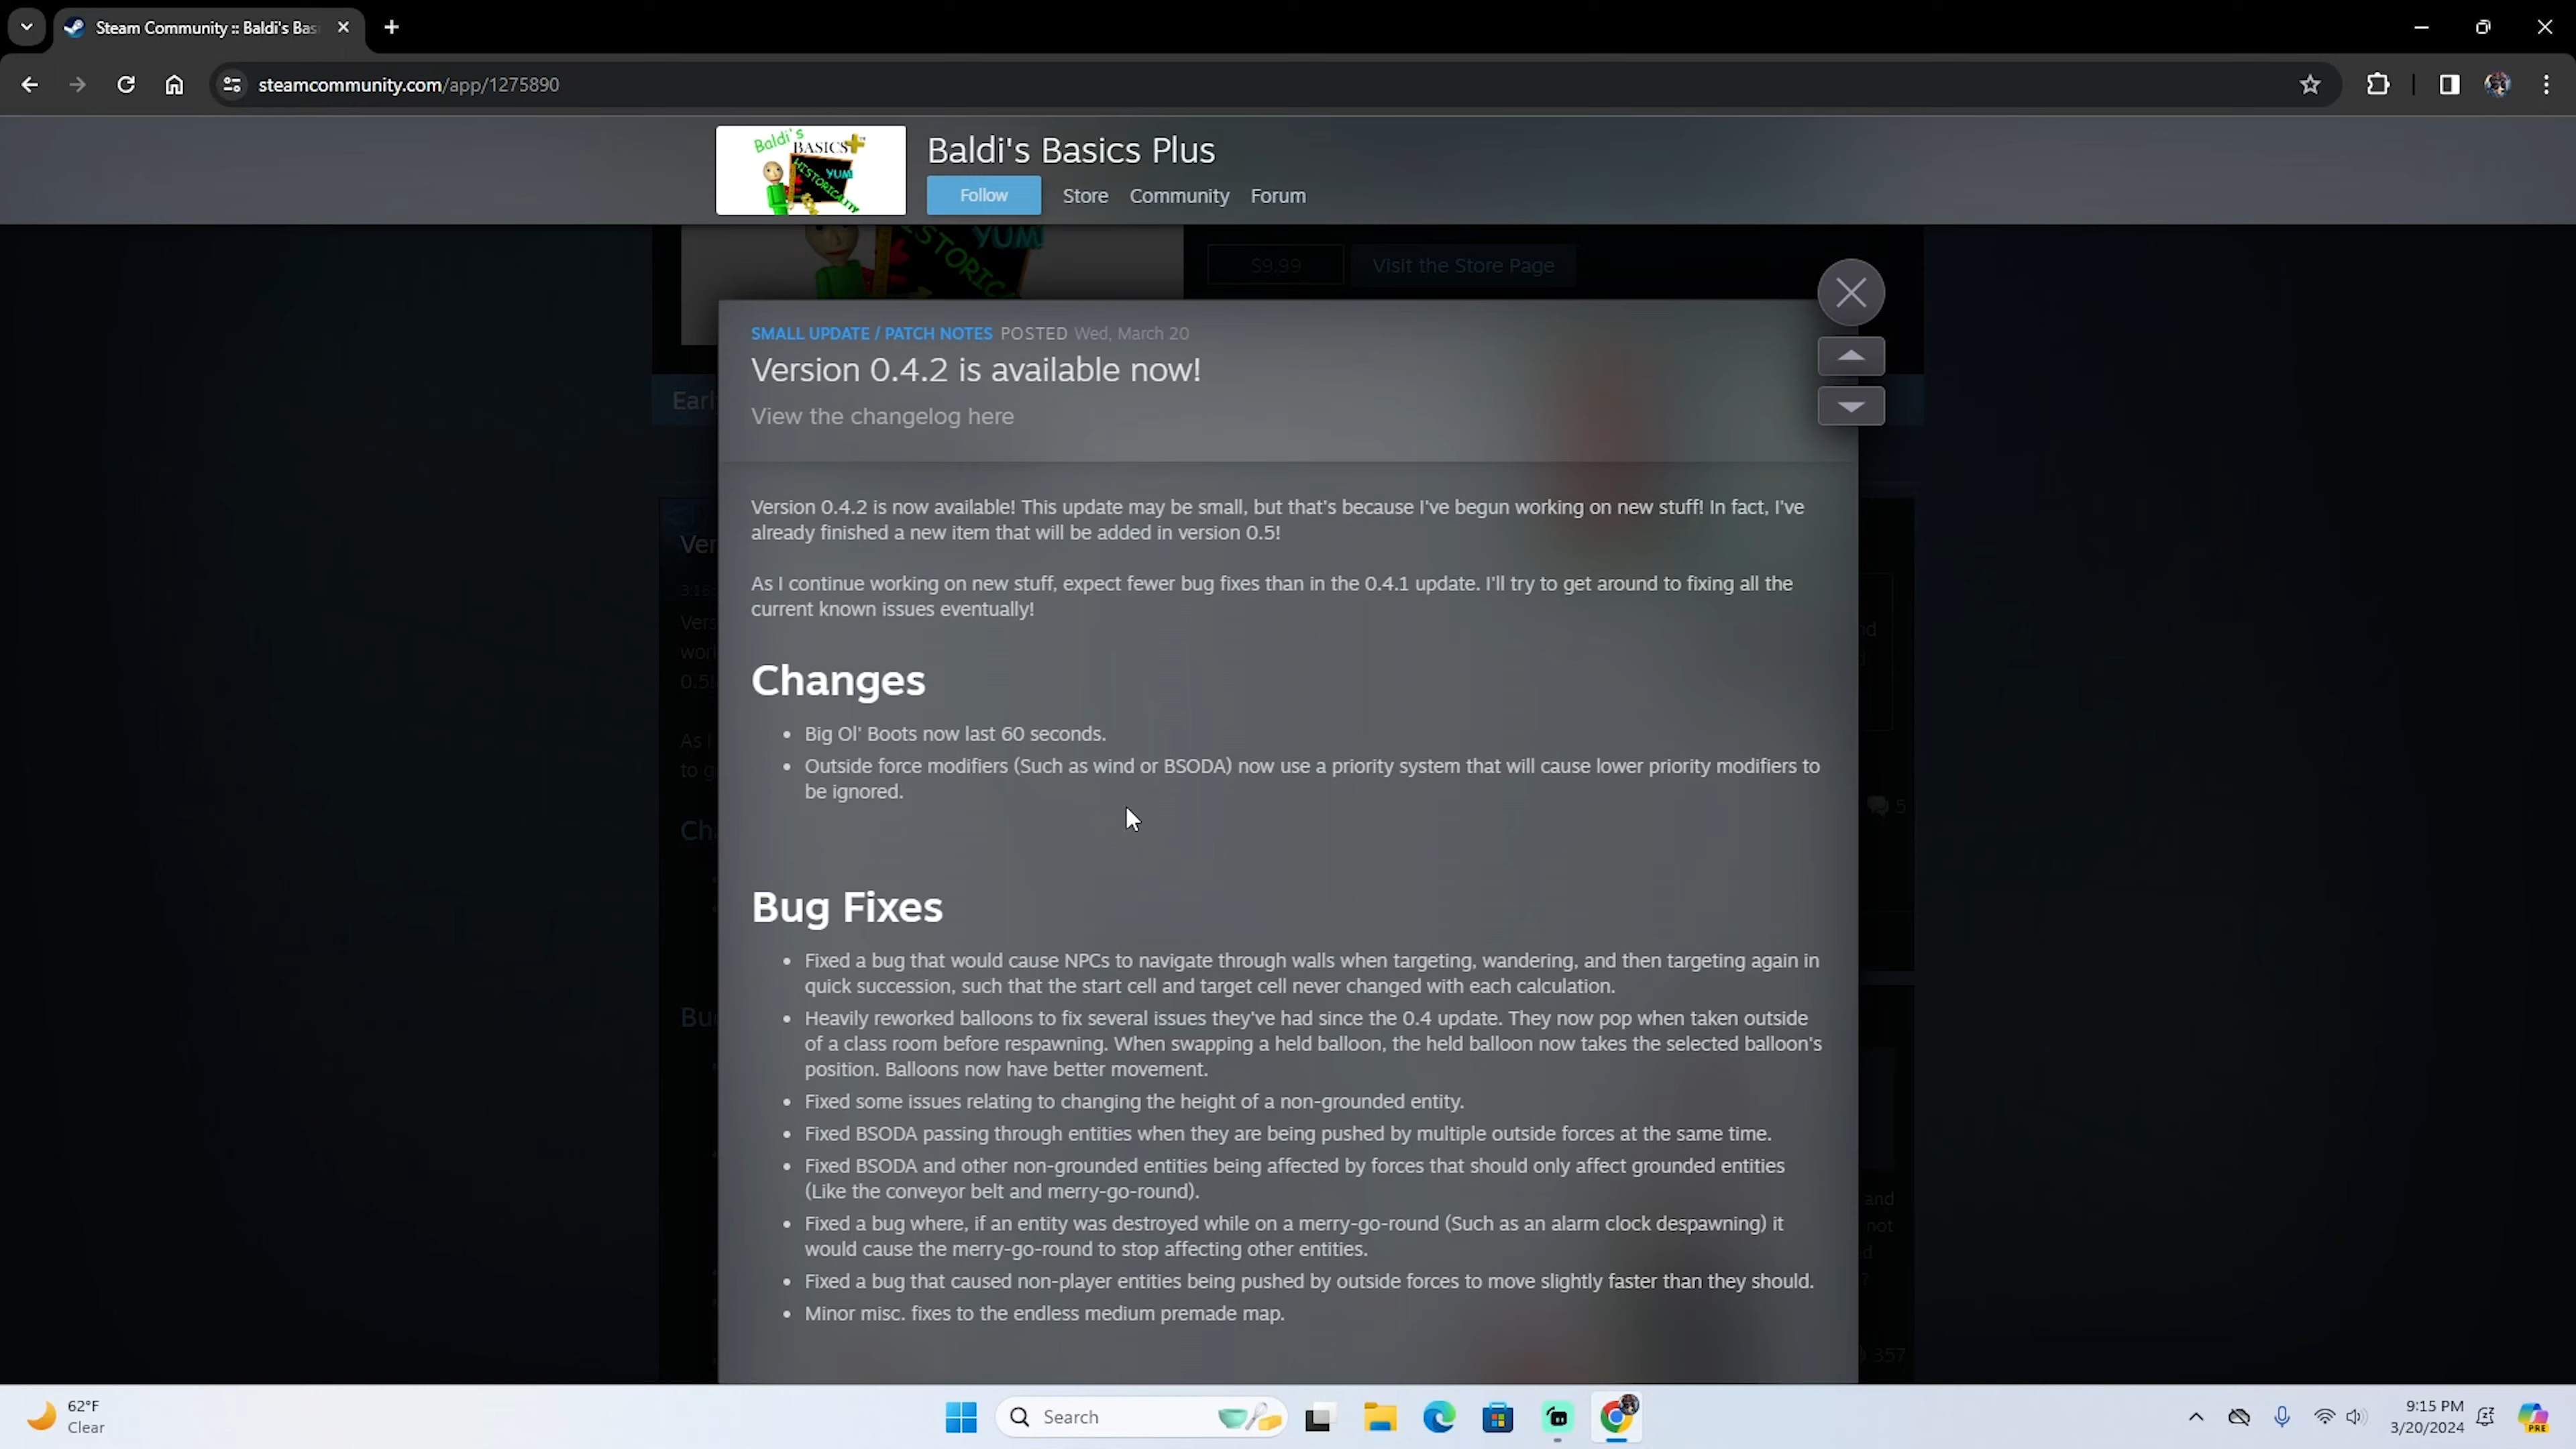 Steam Community :: Baldi's Bas
steamcommunity.com/app/1275890
Baldi's
BASICS
HISTORICALITY
YUM
Baldi's Basics Plus
Follow
Store
Community
Forum
YUM!
$9.99
Visit the Store Page
SMALL UPDATE / PATCH NOTES POSTED Wed, March 20
Version 0.4.2 is available now!
View the changelog here
Version 0.4.2 is now available! This update may be small, but that's because I've begun working on new stuff! In fact, I've
already finished a new item that will be added in version 0.5!
As I continue working on new stuff, expect fewer bug fixes than in the 0.4.1 update. I'll try to get around to fixing all the
current known issues eventually!
Changes
• Big Ol' Boots now last 60 seconds.
• Outside force modifiers (Such as wind or BSODA) now use a priority system that will cause lower priority modifiers to
be ignored.
5
Bug Fixes
• Fixed a bug that would cause NPCs to navigate through walls when targeting, wandering, and then targeting again in
quick succession, such that the start cell and target cell never changed with each calculation.
• Heavily reworked balloons to fix several issues they've had since the 0.4 update. They now pop when taken outside
of a class room before respawning. When swapping a held balloon, the held balloon now takes the selected balloon's
position. Balloons now have better movement.
• Fixed some issues relating to changing the height of a non-grounded entity.
• Fixed BSODA passing through entities when they are being pushed by multiple outside forces at the same time.
• Fixed BSODA and other non-grounded entities being affected by forces that should only affect grounded entities
(Like the conveyor belt and merry-go-round).
• Fixed a bug where, if an entity was destroyed while on a merry-go-round (Such as an alarm clock despawning) it
would cause the merry-go-round to stop affecting other entities.
• Fixed a bug that caused non-player entities being pushed by outside forces to move slightly faster than they should.
• Minor misc. fixes to the endless medium premade map.
and
not
357
62°F
Clear
Search
9:15 PM
3/20/2024
PRE